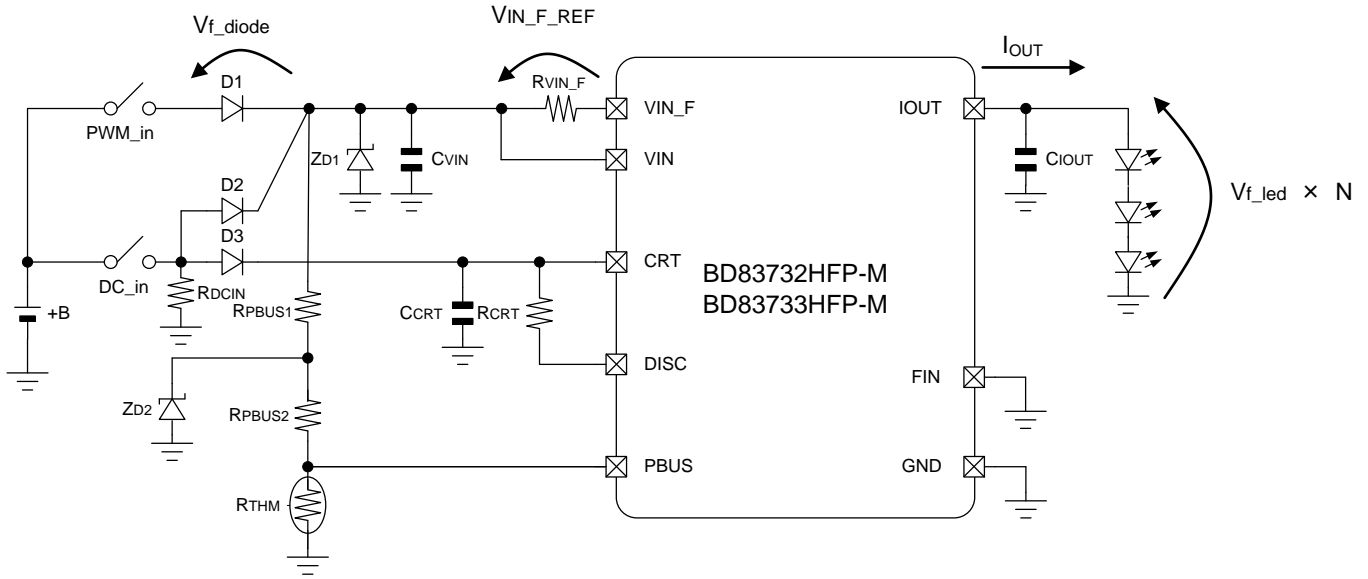 Vf_diode
VIN_F_REF
IOUT
D1
RVIN_F
PWM_in
VIN_F
IOUT
ZD1
CVIN
VIN
CIOUT
D2
Vf_led × N
D3
CRT
BD83732HFP-M
BD83733HFP-M
DC_in
RDCIN
+B
RPBUS1
CCRT
RCRT
DISC
FIN
ZD2
RPBUS2
PBUS
GND
RTHM